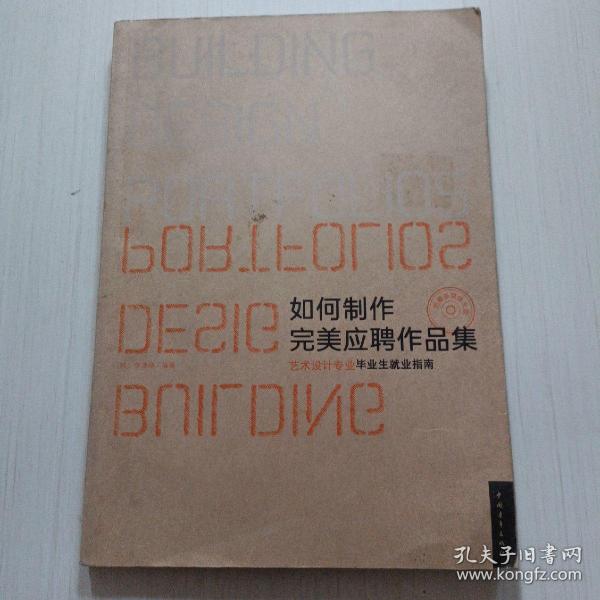 BUILDING
PORTFOLIOS
DESIG
如何制作
完美应聘作品集
艺术设计专业毕业生就业指南
BUILDING
孔夫子旧书网
www.kongfz.com